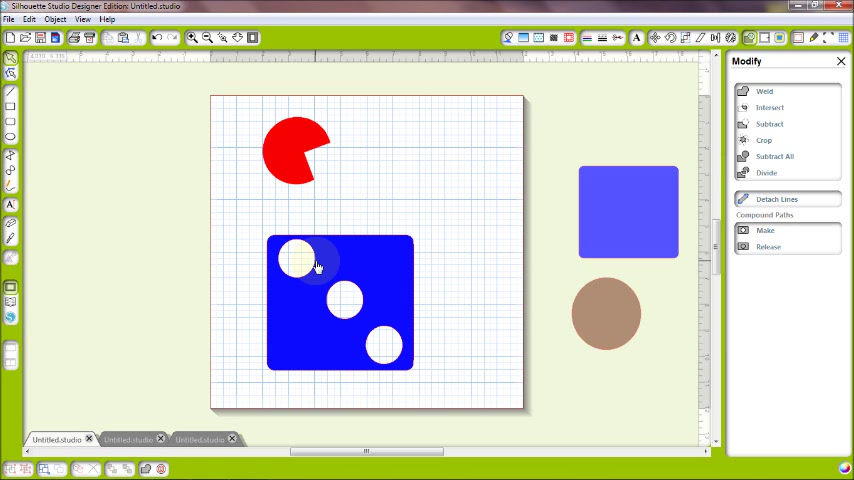 Silhouette Studio Designer Edition: Untitled.studio
File Edit Object View Help
Modify
Weld
Intersect
Subtract
Crop
Subtract All
Divide
Detach Lines
Compound Paths
Make
Release
Untitled.studio Untitled.studio Untitled.studio